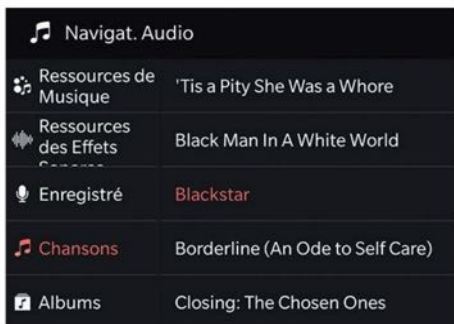 Navigat. Audio
Ressources de
Musique
'Tis a Pity She Was a Whore
Ressources
des Effets
Black Man In A White World
Enregistré
Blackstar
Chansons
Borderline (An Ode to Self Care)
Albums
Closing: The Chosen Ones